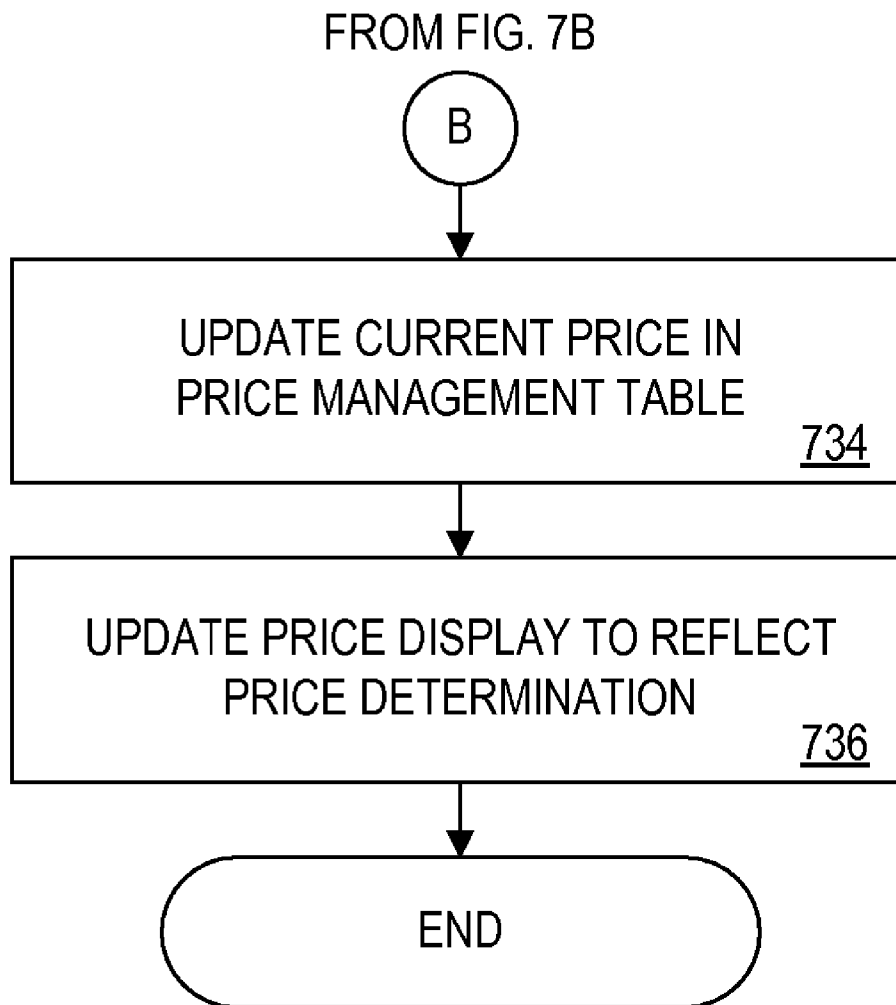 FROM FIG. 7B
B
UPDATE CURRENT PRICE IN
PRICE MANAGEMENT TABLE
734
UPDATE PRICE DISPLAY TO REFLECT
PRICE DETERMINATION
736
END